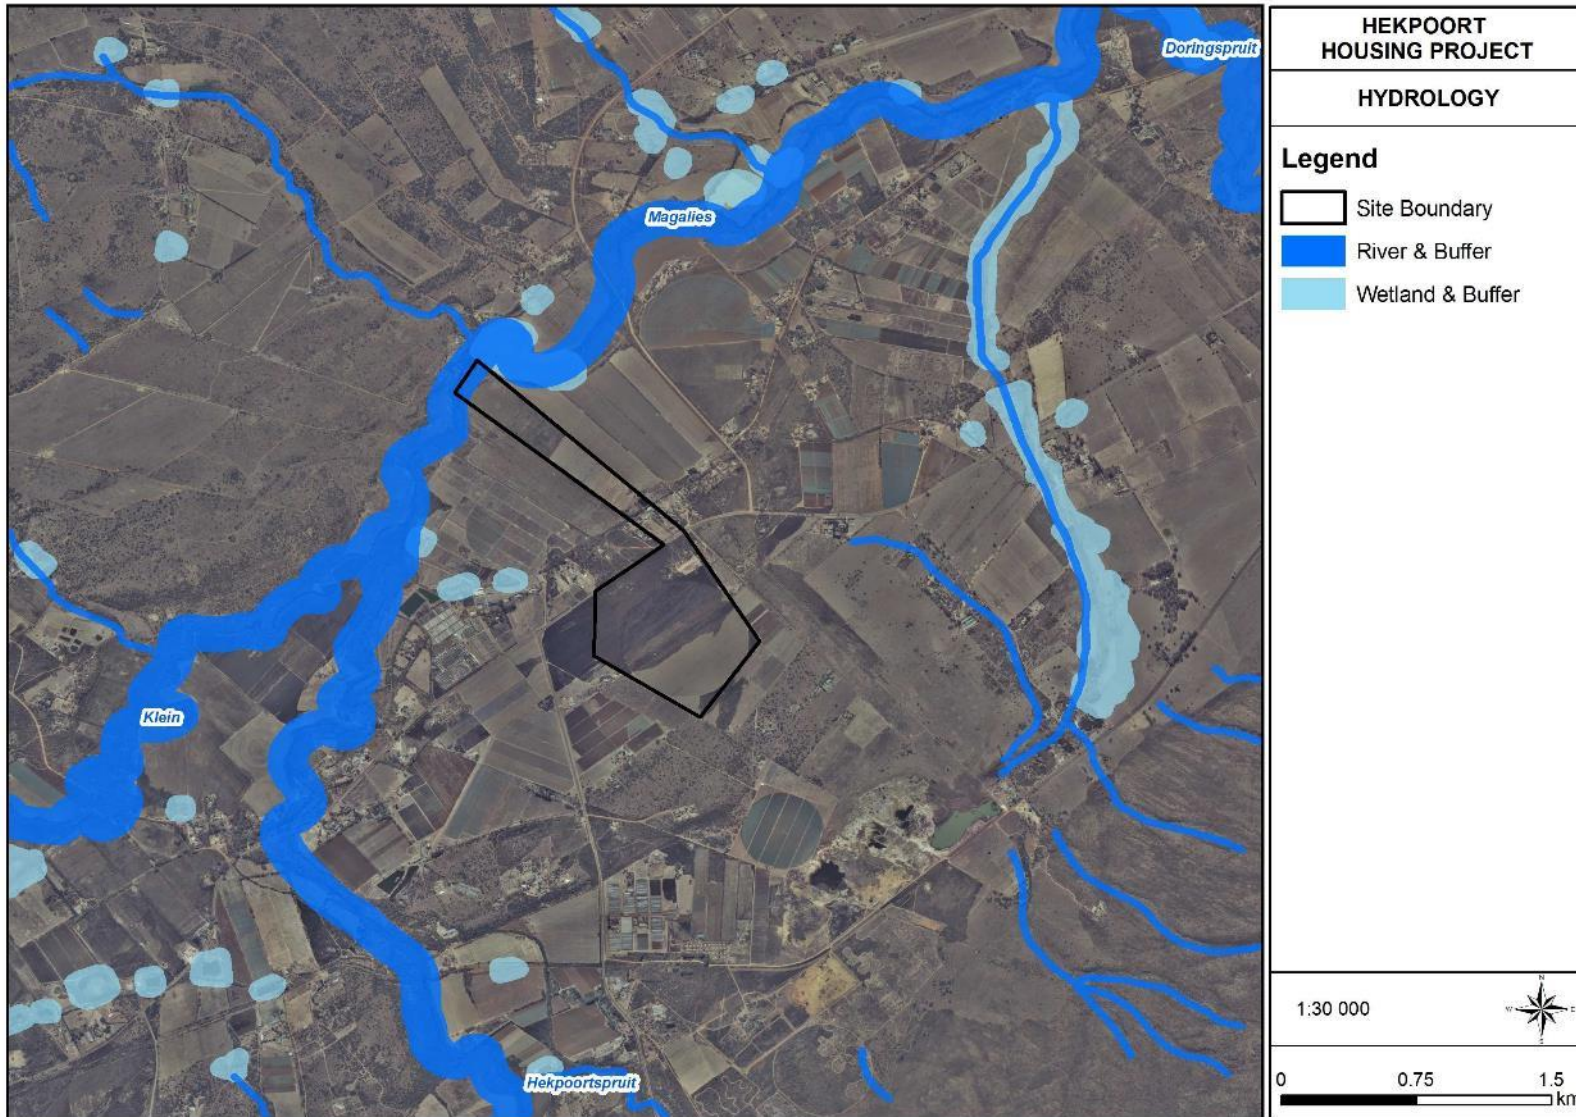 HEKPOORT
HOUSING PROJECT
HYDROLOGY
Legend
Site Boundary
River & Buffer
Wetland & Buffer
Doringspruit
Magalies
Klein
Hekpoortspruit
1:30 000
N
W E
S
0 0.75 1.5
km